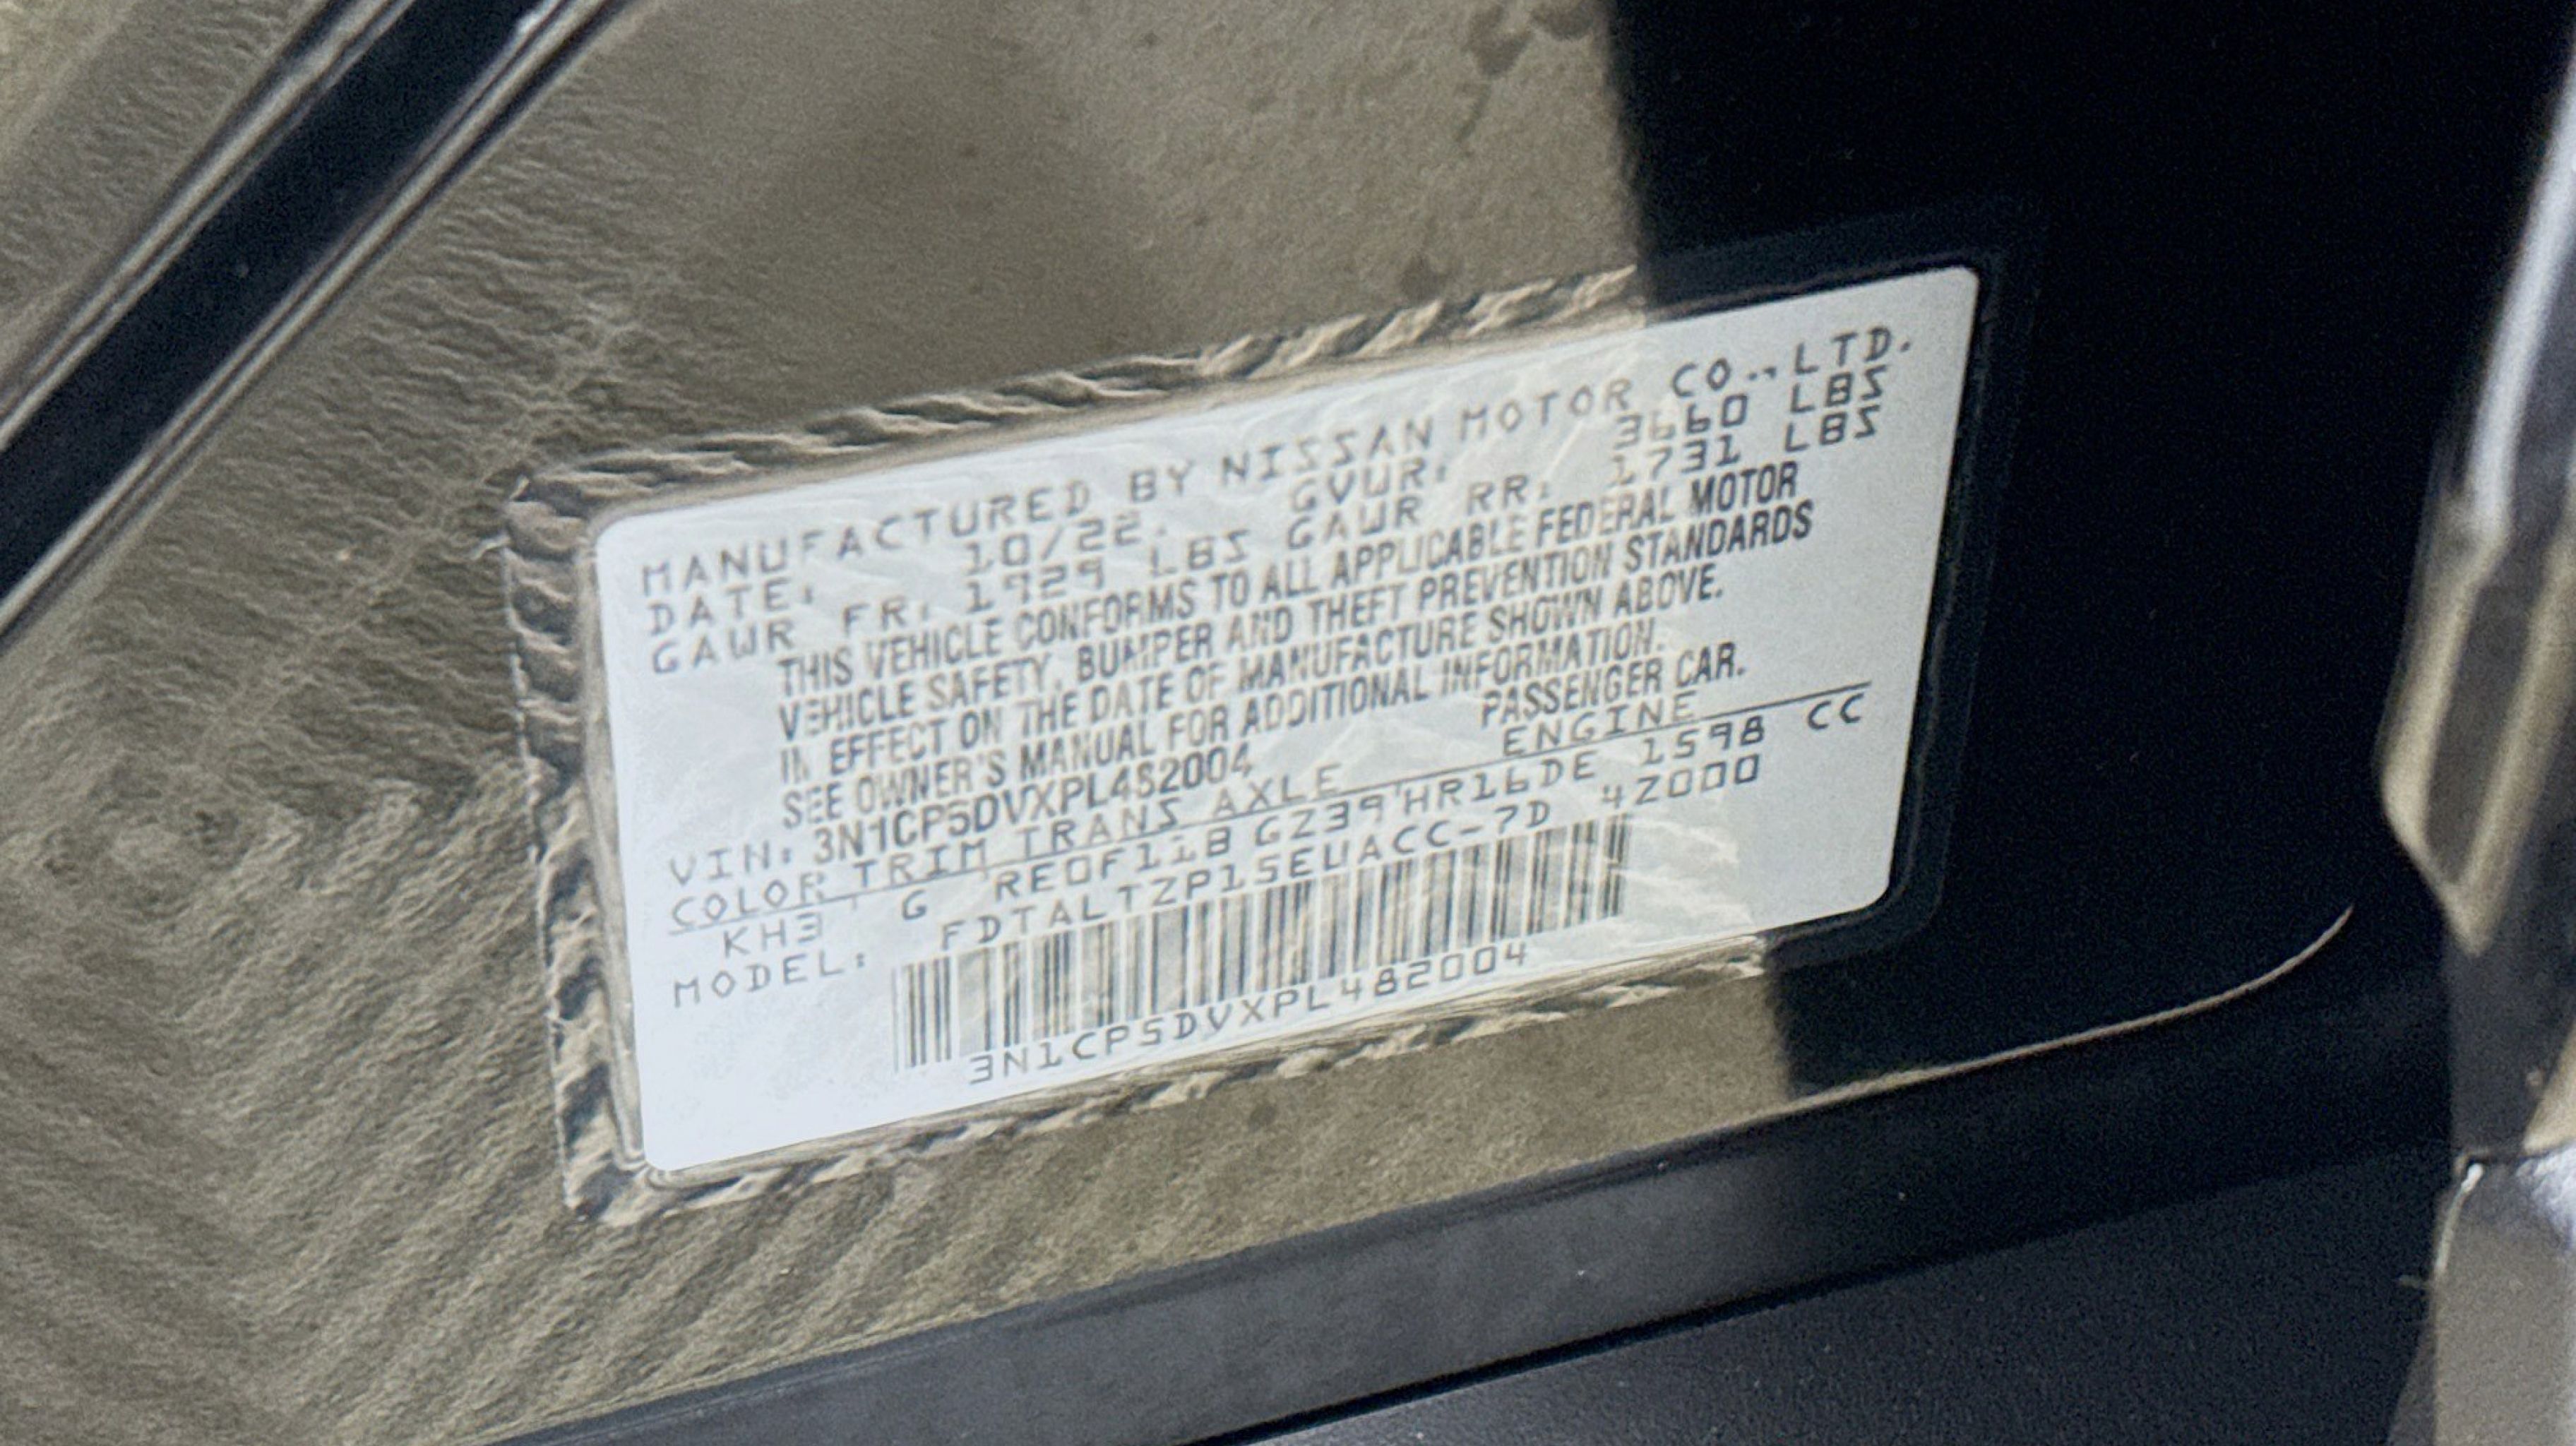 MANUFACTURED BY NISSAN MOTOR CO.,LTD.
DATE: 10/22. GVWR: 3660 LBS
GAWR FR: 1929 LBS GAWR RR: 1731 LBS
THIS VEHICLE CONFORMS TO ALL APPLICABLE FEDERAL MOTOR
VEHICLE SAFETY, BUMPER AND THEFT PREVENTION STANDARDS
IN EFFECT ON THE DATE OF MANUFACTURE SHOWN ABOVE.
SEE OWNER'S MANUAL FOR ADDITIONAL INFORMATION.
VIN: 3N1CP5DVXPL482004 PASSENGER CAR.
COLOR TRIM TRANS AXLE ENGINE
KH3 G RE0F11B GZ39 HR16DE 1598 CC
MODEL: FDTALTZP15EUACC-7D 4Z000
3N1CP5DVXPL482004